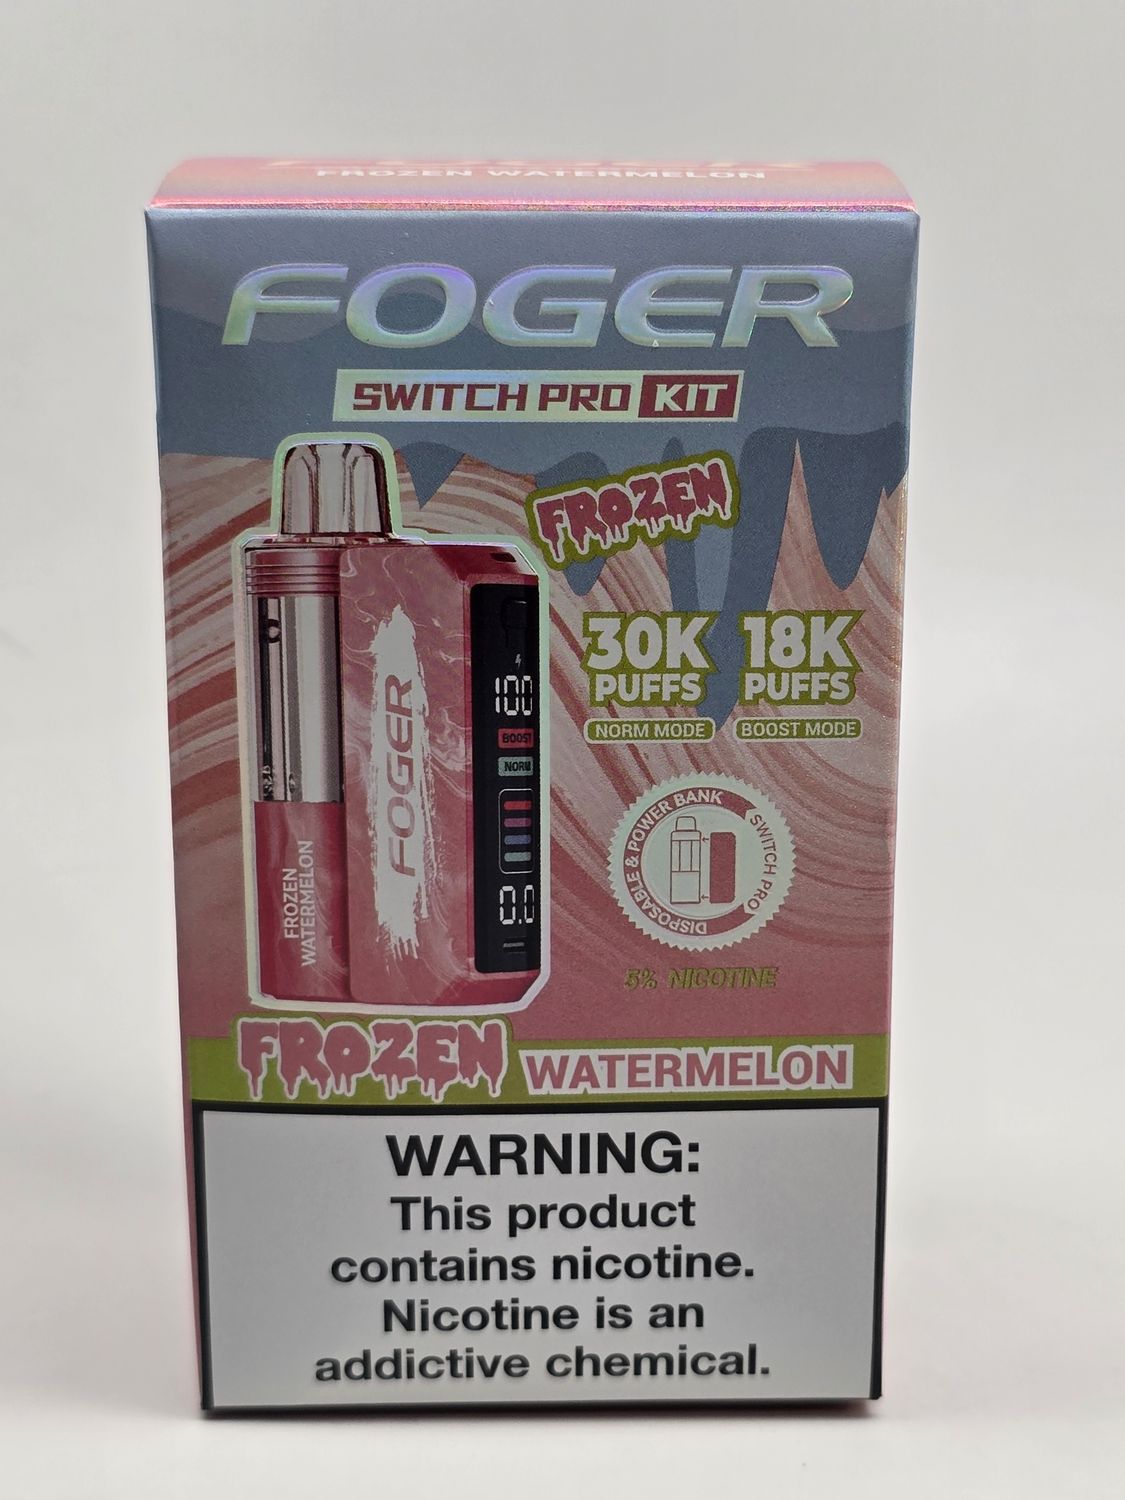 FROZEN WATERMELON
FOGER
SWITCH PRO KIT
FROZEN
30K
PUFFS
NORM MODE
18K
PUFFS
BOOST MODE
100
BOOST
NORM
0.0
FOGER
FROZEN
WATERMELON
DISPOSABLE & POWER BANK
SWITCH PRO
5% NICOTINE
FROZEN WATERMELON
WARNING:
This product
contains nicotine.
Nicotine is an
addictive chemical.